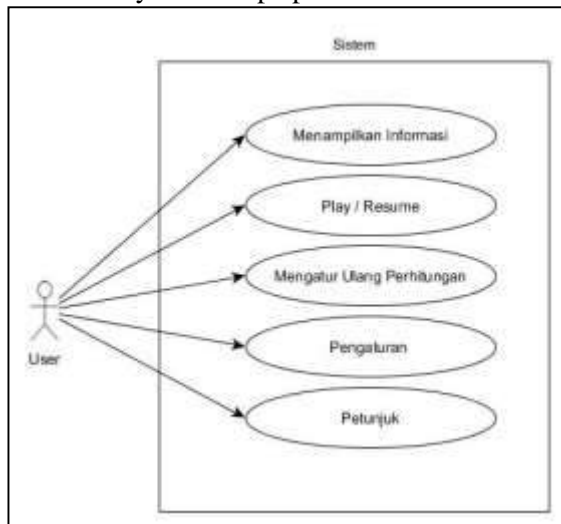 Sistem
Menampilkan Informasi
Play / Resume
Mengatur Ulang Perhitungan
Pengaturan
Petunjuk
User